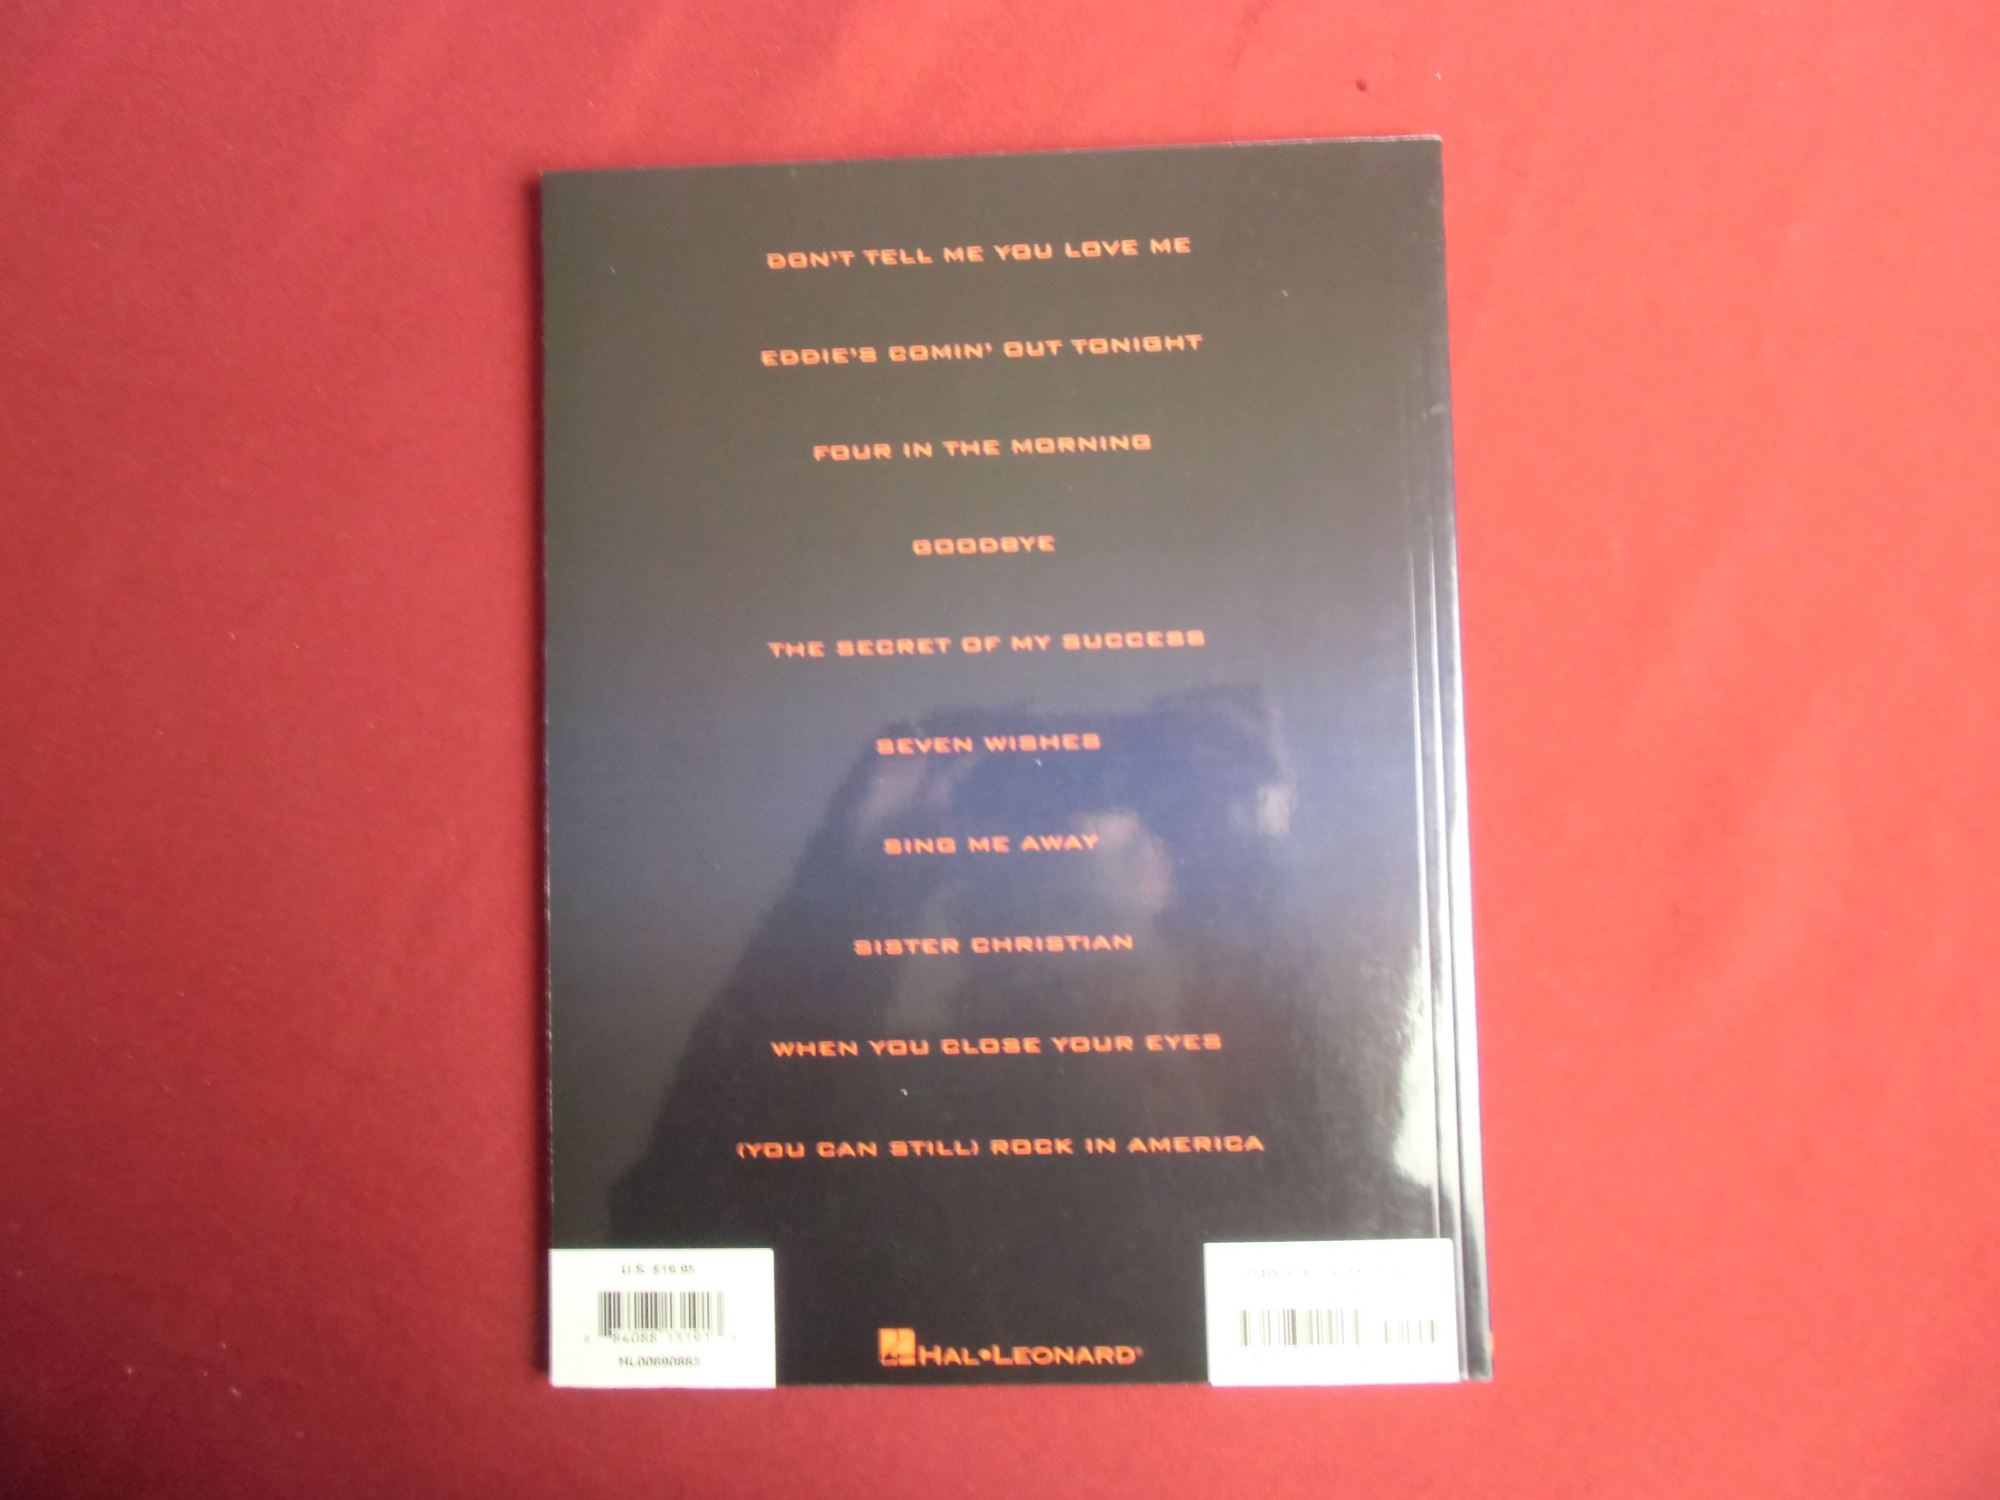 DON'T TELL ME YOU LOVE ME
EDDIE'S COMIN' OUT TONIGHT
FOUR IN THE MORNING
GOODBYE
THE SECRET OF MY SUCCESS
SEVEN WISHES
SING ME AWAY
SISTER CHRISTIAN
WHEN YOU CLOSE YOUR EYES
(YOU CAN STILL) ROCK IN AMERICA
U.S.
HL00690883
HAL•LEONARD®